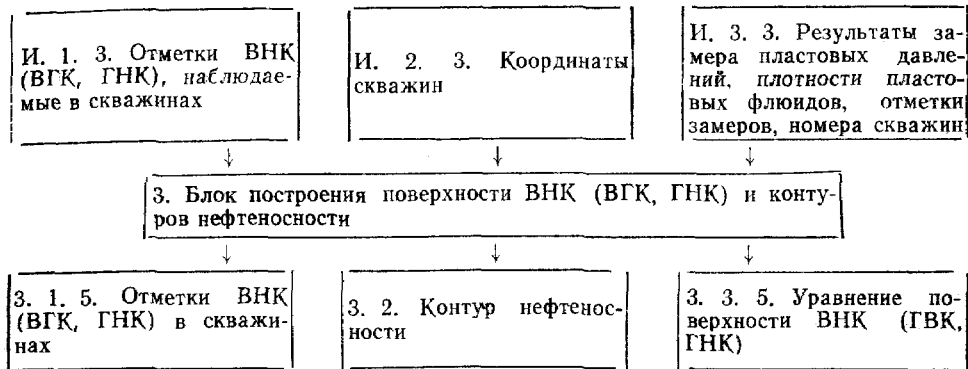 И. 1. 3. Отметки ВНК
(ВГК, ГНК), наблюдае-
мые в скважинах
И. 2. 3. Координаты
скважин
И. 3. 3. Результаты за-
мера пластовых давле-
ний, плотности пласто-
вых флюидов, отметки
замеров, номера скважин
3. Блок построения поверхности ВНК (ВГК, ГНК) и конту-
ров нефтеносности
3. 1. 5. Отметки ВНК
(ВГК, ГНК) в скважи-
нах
3. 2. Контур нефтенос-
ности
3. 3. 5. Уравнение по-
верхности ВНК (ГВК,
ГНК)